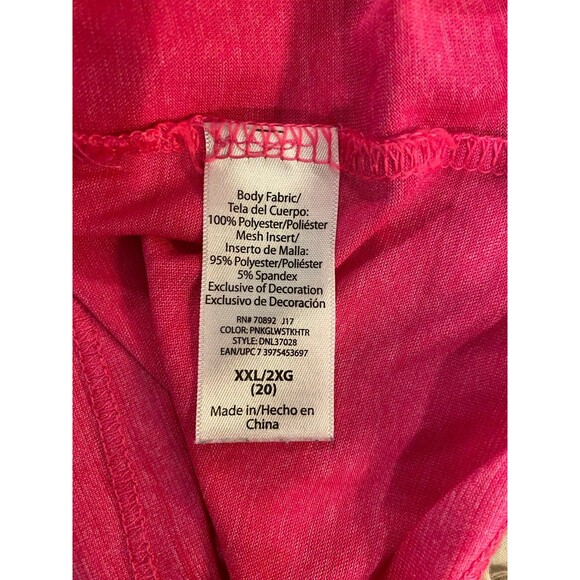 Body Fabric/
Tela del Cuerpo:
100% Polyester/Poliéster
Mesh Insert/
Inserto de Malla:
95% Polyester/Poliéster
5% Spandex
Exclusive of Decoration
Exclusivo de Decoración
RN# 70892 J17
COLOR: PNKGLWSTKHTR
STYLE: DNL37028
EAN/UPC 7 3975453697
XXL/2XG
(20)
Made in/Hecho en
China